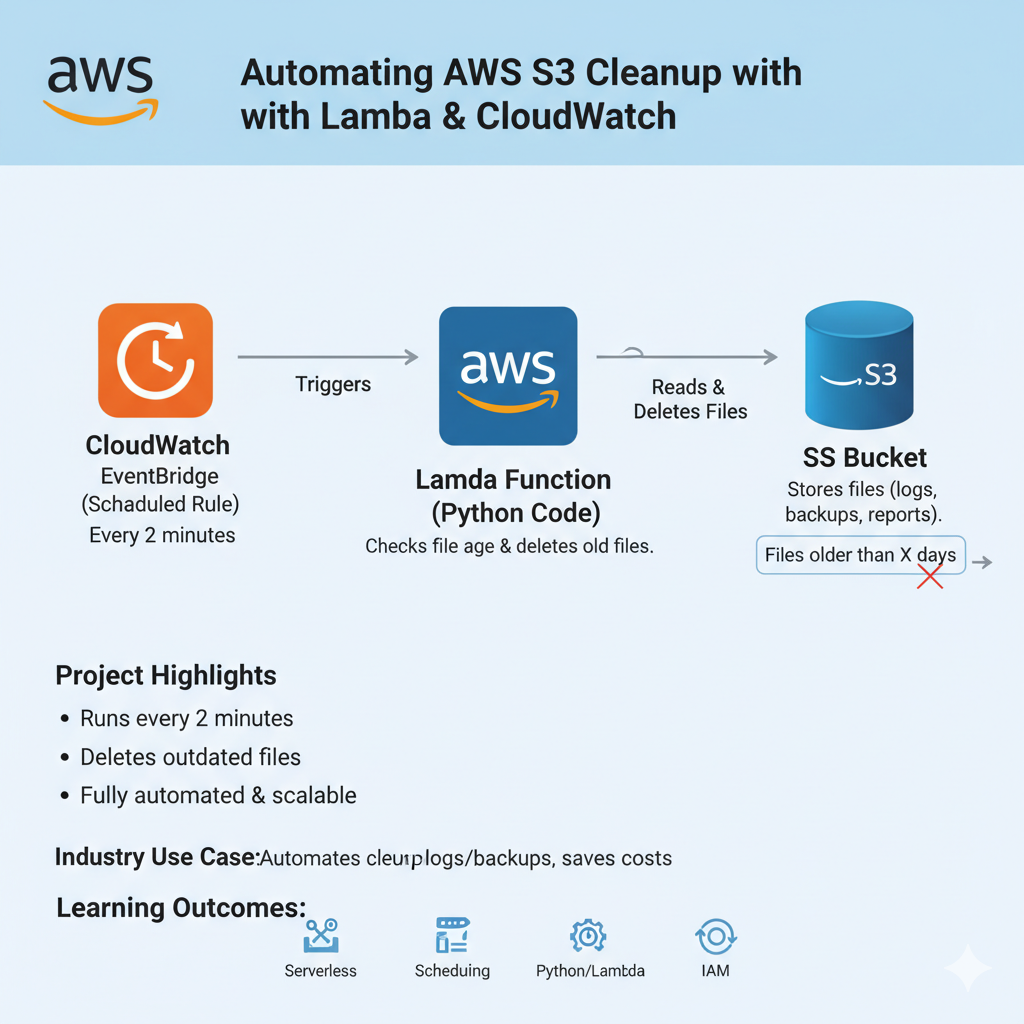 aws
Automating AWS S3 Cleanup with
with Lamba & CloudWatch
Triggers
aws
Reads &
Deletes Files
S3
CloudWatch
EventBridge
(Schaduled Rule)
Every 2 minutes
Lamda Function
(Python Code)
Checks file age & deletes old files.
SS Bucket
Stores files (logs,
backups, reports).
Files older than X days
Project Highlights
• Runs every 2 minutes
• Deletes outdated files
• Fully automated & scalable
Industry Use Case: Automates logs/backups, saves costs
Learning Outcomes:
Serverless
Scheduing
Python/Lambda
IAM